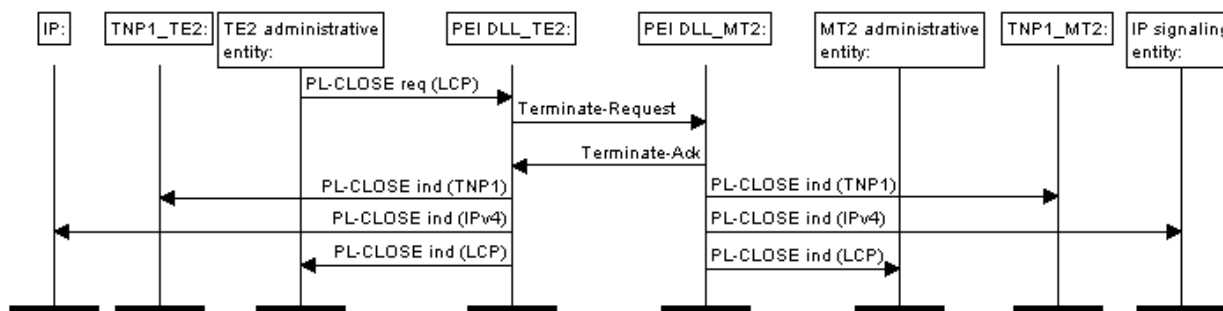 IP:
TNP1_TE2:
TE2 administrative
entity:
PEI DLL_TE2:
PEI DLL_MT2:
MT2 administrative
entity:
TNP1_MT2:
IP signaling
entity:
PL-CLOSE req (LCP)
Terminate-Request
Terminate-Ack
PL-CLOSE ind (TNP1)
PL-CLOSE ind (TNP1)
PL-CLOSE ind (IPv4)
PL-CLOSE ind (IPv4)
PL-CLOSE ind (LCP)
PL-CLOSE ind (LCP)